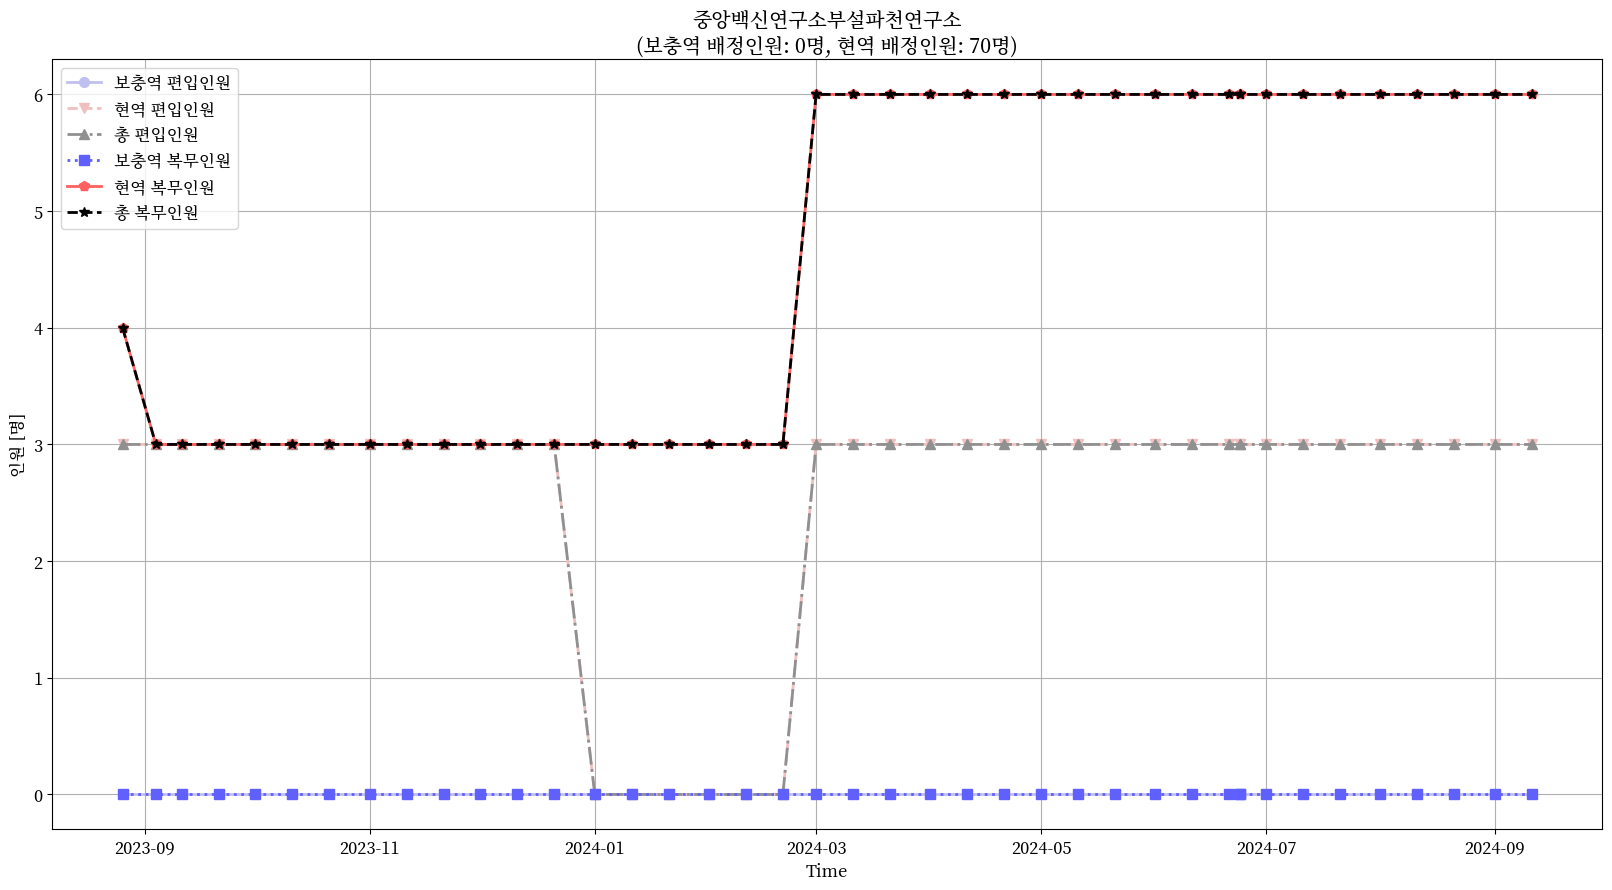 중앙백신연구소부설파천연구소
(보충역 배정인원: 0명, 현역 배정인원: 70명)
보충역 편입인원
현역 편입인원
총 편입인원
보충역 복무인원
현역 복무인원
총 복무인원
6
5
4
3
2
1
0
인원 [명]
2023-09
2023-11
2024-01
2024-03
2024-05
2024-07
2024-09
Time